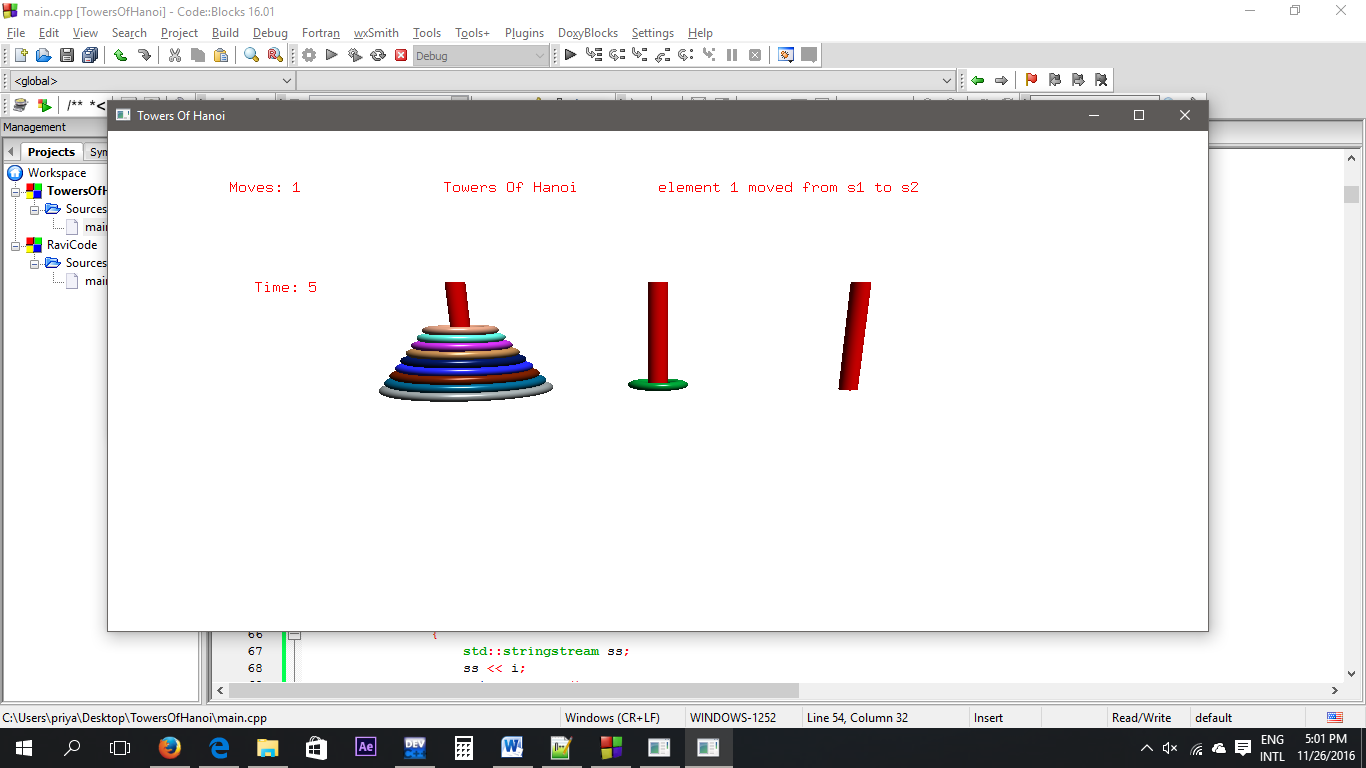 main.cpp [TowersOfHanoi] - Code::Blocks 16.01
File Edit View Search Project Build Debug Fortran wxSmith Tools Tools+ Plugins DoxyBlocks Settings Help
Debug
<global>
/** *<
Towers Of Hanoi
Management
Projects Sym
Workspace
TowersOfH
Sources
main
RaviCode
Sources
main
Moves: 1 Towers Of Hanoi element 1 moved from s1 to s2
Time: 5
66 {
67 std::stringstream ss;
68 ss << i;
C:\Users\priya\Desktop\TowersOfHanoi\main.cpp Windows (CR+LF) WINDOWS-1252 Line 54, Column 32 Insert Read/Write default
Ae DEV
ENG 5:01 PM
INTL 11/26/2016